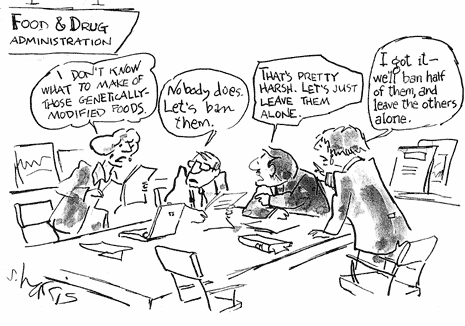 FOOD & DRUG
ADMINISTRATION
I DON'T KNOW
WHAT TO MAKE OF
THOSE GENETICALLY-
MODIFIED FOODS.
Nobody does.
Let's ban
them.
THAT'S PRETTY
HARSH. LET'S JUST
LEAVE THEM
ALONE.
I got it—
we'll ban half
of them, and
leave the others
alone.